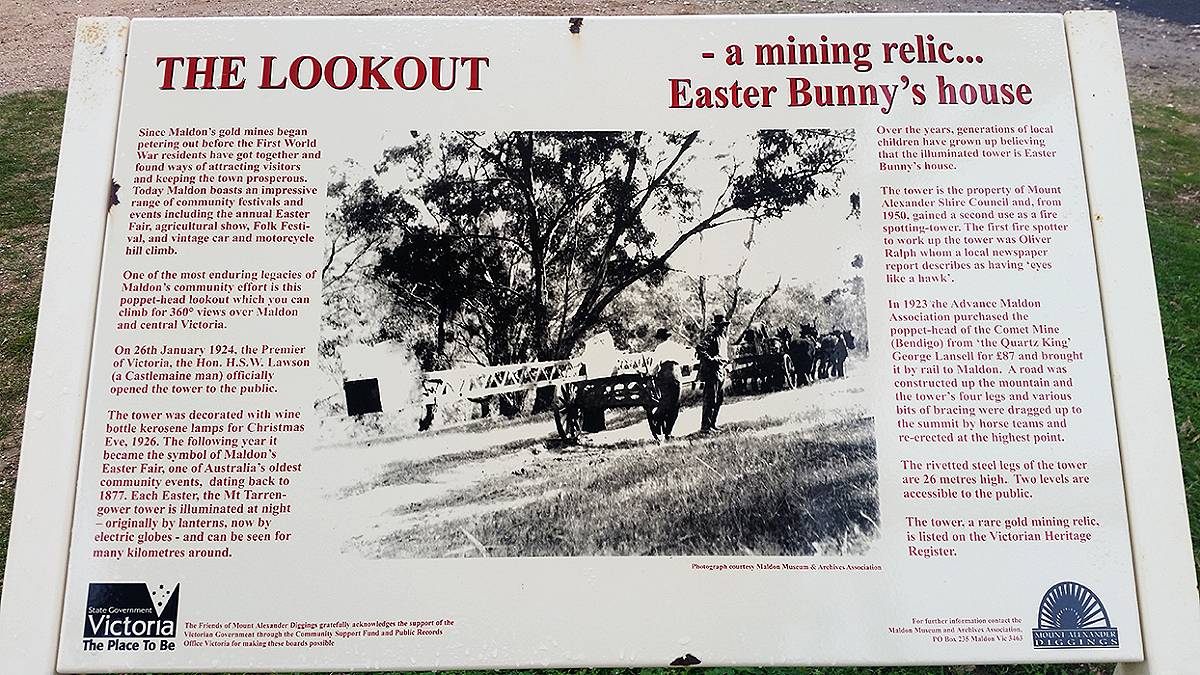 THE LOOKOUT
- a mining relic...
Easter Bunny's house
Since Maldon's gold mines began
petering out before the First World
War residents have got together and
found ways of attracting visitors
and keeping the town prosperous.
Today Maldon boasts an impressive
range of community festivals and
events including the annual Easter
Fair, agricultural show, Folk Festi-
val, and vintage car and motorcycle
hill climb.
One of the most enduring legacies of
Maldon's community effort is this
poppet-head lookout which you can
climb for 360° views over Maldon
and central Victoria.
On 26th January 1924, the Premier
of Victoria, the Hon. H.S.W. Lawson
(a Castlemaine man) officially
opened the tower to the public.
The tower was decorated with wine
bottle kerosene lamps for Christmas
Eve, 1926. The following year it
became the symbol of Maldon's
Easter Fair, one of Australia's oldest
community events, dating back to
1877. Each Easter, the Mt Tarren-
gower tower is illuminated at night
– originally by lanterns, now by
electric globes - and can be seen for
many kilometres around.
Over the years, generations of local
children have grown up believing
that the illuminated tower is Easter
Bunny's house.
The tower is the property of Mount
Alexander Shire Council and, from
1950, gained a second use as a fire
spotting-tower. The first fire spotter
to work up the tower was Oliver
Ralph whom a local newspaper
report describes as having 'eyes
like a hawk'.
In 1923 the Advance Maldon
Association purchased the
poppet-head of the Comet Mine
(Bendigo) from 'the Quartz King'
George Lansell for £87 and brought
it by rail to Maldon. A road was
constructed up the mountain and
the tower's four legs and various
bits of bracing were dragged up to
the summit by horse teams and
re-erected at the highest point.
The rivetted steel legs of the tower
are 26 metres high. Two levels are
accessible to the public.
The tower, a rare gold mining relic,
is listed on the Victorian Heritage
Register.
Photograph courtesy Maldon Museum & Archives Association
State Government
Victoria
The Place To Be
The Friends of Mount Alexander Diggings gratefully acknowledges the support of the
Victorian Government through the Community Support Fund and Public Records
Office Victoria for making these boards possible
For further information contact the
Maldon Museum and Archives Association,
PO Box 235 Maldon Vic 3463
MOUNT ALEXANDER
DIGGINGS